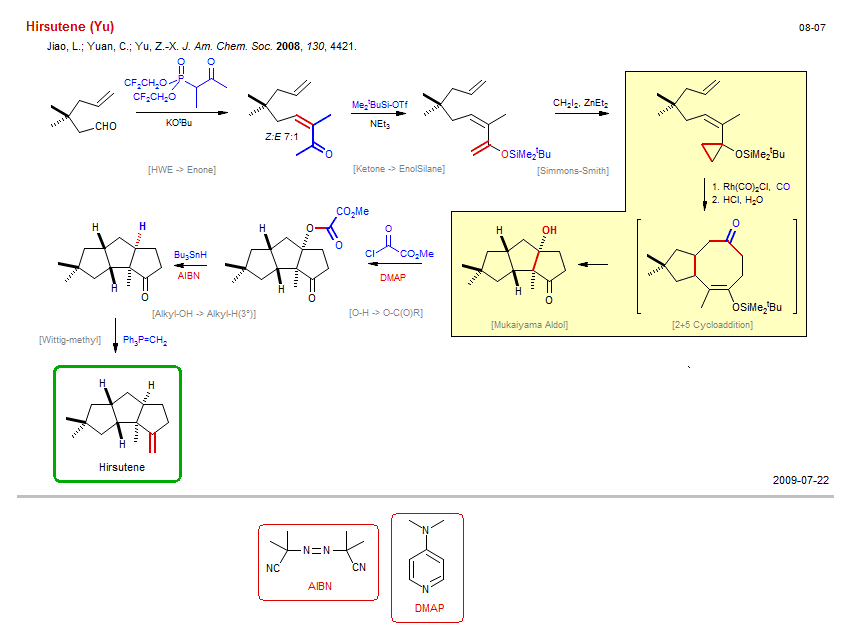 Hirsutene (Yu)
08-07
Jiao, L.; Yuan, C.; Yu, Z.-X. J. Am. Chem. Soc. 2008, 130, 4421.
O
O
CF₃CH₂O
P
CF₃CH₂O
CHO
KOᵗBu
Z:E 7:1
O
[HWE -> Enone]
Me₂ᵗBuSi-OTf
NEt₃
[Ketone -> EnolSilane]
OSiMe₂ᵗBu
CH₂I₂, ZnEt₂
[Simmons-Smith]
OSiMe₂ᵗBu
1. Rh(CO)₂Cl, CO
2. HCl, H₂O
O
OSiMe₂ᵗBu
[2+5 Cycloaddition]
H
OH
H
O
[Mukaiyama Aldol]
O
Cl
CO₂Me
DMAP
[O-H -> O-C(O)R]
CO₂Me
O
O
H
H
O
Bu₃SnH
AIBN
[Alkyl-OH -> Alkyl-H(3°)]
H
H
H
O
[Wittig-methyl]
Ph₃P=CH₂
H
H
H
Hirsutene
2009-07-22
N=N
NC
CN
AIBN
N
N
DMAP